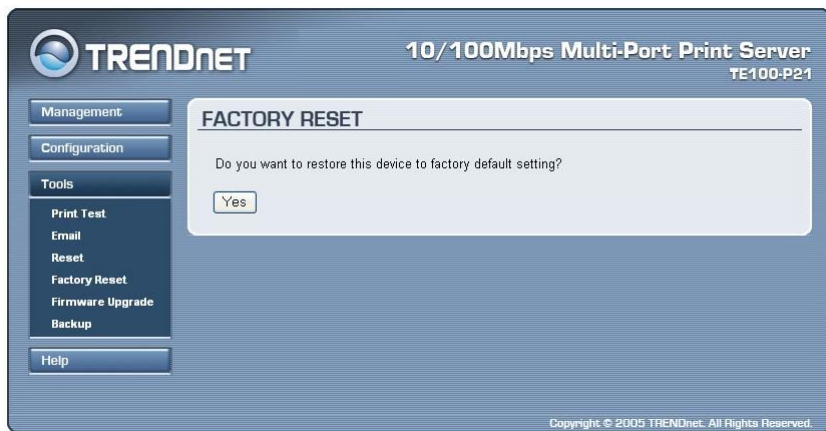 TRENDNET
10/100Mbps Multi-Port Print Server
TE100-P21
Management
Configuration
Tools
Print Test
Email
Reset
Factory Reset
Firmware Upgrade
Backup
Help
FACTORY RESET
Do you want to restore this device to factory default setting?
Yes
Copyright © 2005 TRENDnet. All Rights Reserved.